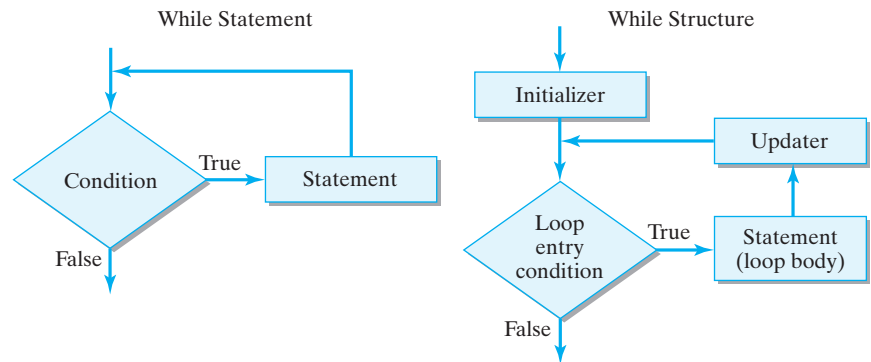 While Statement
Condition
True
Statement
False
While Structure
Initializer
Updater
Loop
entry
condition
True
Statement
(loop body)
False